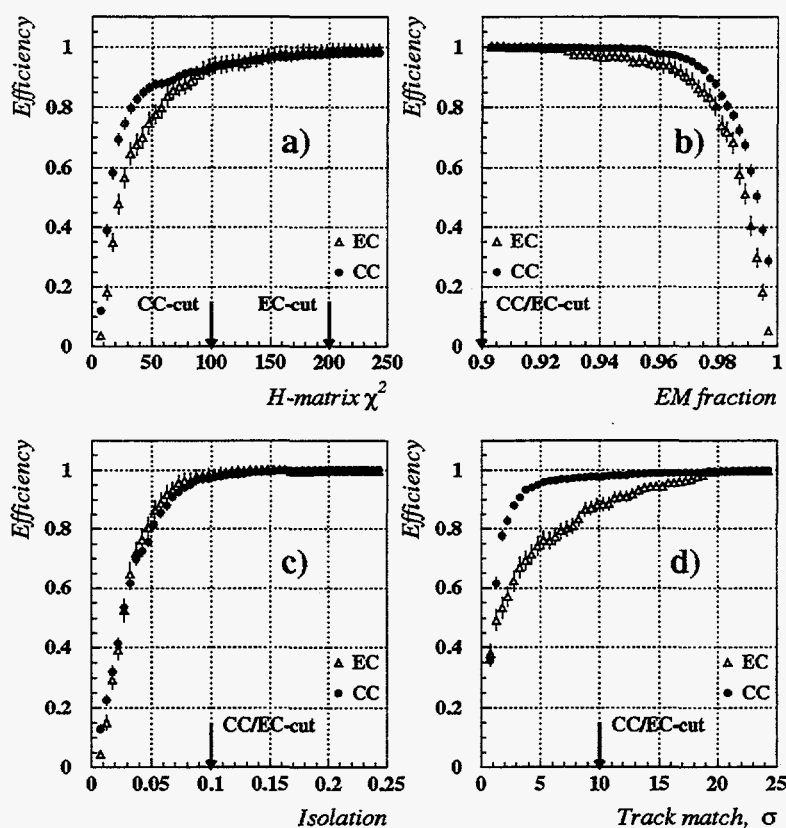 Efficiency
1
0.8
0.6
0.4
0.2
0
a)
EC
CC
CC-cut
EC-cut
0 50 100 150 200 250
H-matrix χ²
Efficiency
1
0.8
0.6
0.4
0.2
0
b)
EC
CC
CC/EC-cut
0.9 0.92 0.94 0.96 0.98 1
EM fraction
Efficiency
1
0.8
0.6
0.4
0.2
0
c)
EC
CC
CC/EC-cut
0 0.05 0.1 0.15 0.2 0.25
Isolation
Efficiency
1
0.8
0.6
0.4
0.2
0
d)
EC
CC
CC/EC-cut
0 5 10 15 20 25
Track match, σ